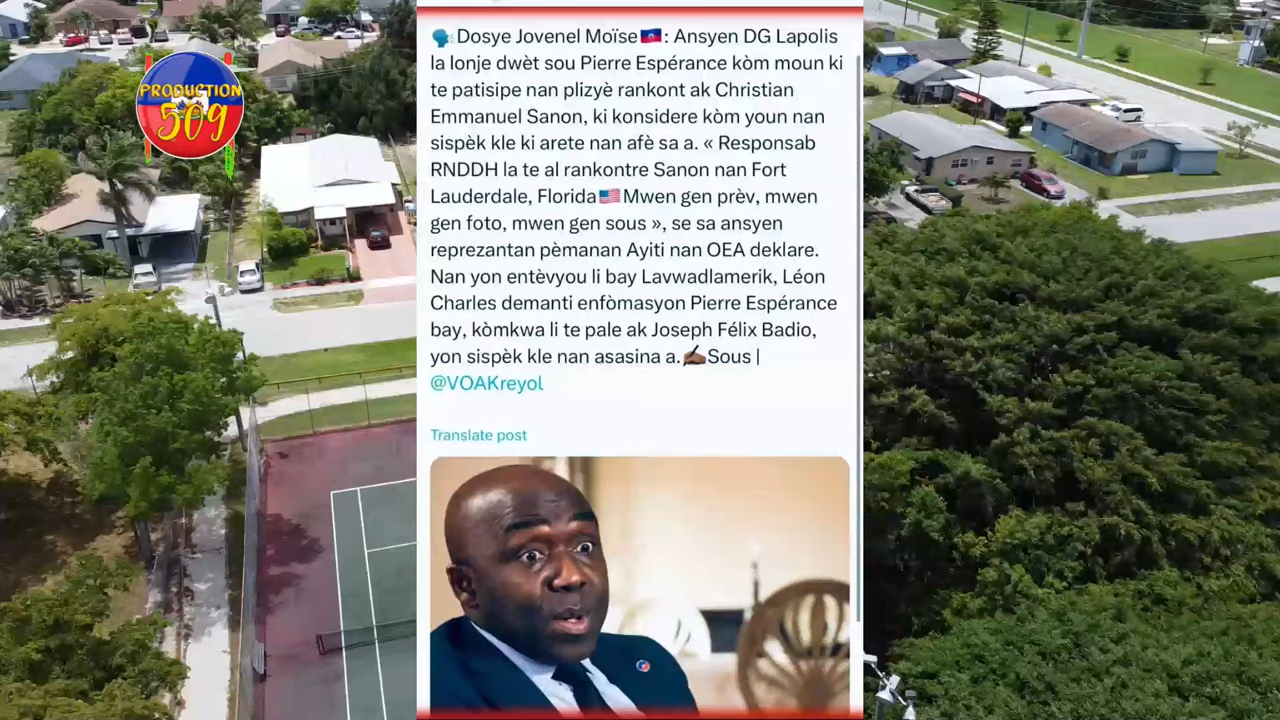 PRODUCTION
509
🗣️Dosye Jovenel Moïse🇭🇹: Ansyen DG Lapolis
la lonje dwèt sou Pierre Espérance kòm moun ki
te patisipe nan plizyè rankont ak Christian
Emmanuel Sanon, ki konsidere kòm youn nan
sispèk kle ki arete nan afè sa a. « Responsab
RNDDH la te al rankontre Sanon nan Fort
Lauderdale, Florida🇺🇸Mwen gen prèv, mwen
gen foto, mwen gen sous », se sa ansyen
reprezantan pèmanan Ayiti nan OEA deklare.
Nan yon entèvyou li bay Lavwadlamerik, Léon
Charles demanti enfòmasyon Pierre Espérance
bay, kòmkwa li te pale ak Joseph Félix Badio,
yon sispèk kle nan asasina a.✍🏾Sous |
@VOAKreyol
Translate post